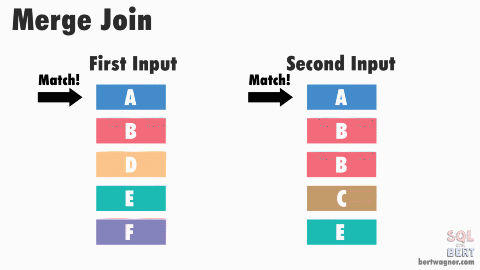 Merge Join
First Input
Second Input
Match!
Match!
A
A
B
B
D
B
E
C
F
E
SQL
BERT
bertwagner.com